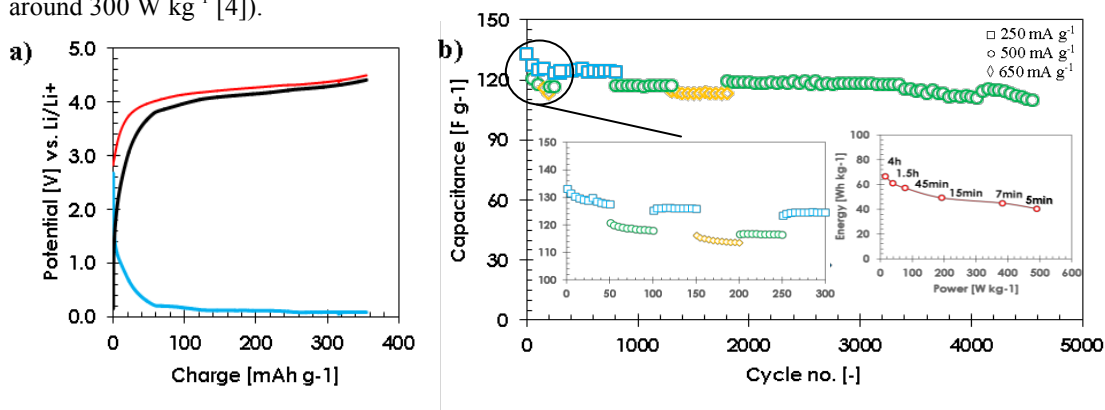 around 300 W kg⁻¹ [4]).
a)
5.0
4.0
3.0
2.0
1.0
0.0
Potential [V] vs. Li/Li+
0 100 200 300 400
Charge [mAh g-1]
b)
150
120
90
60
30
0
Capacitance [F g-1]
□ 250 mA g⁻¹
○ 500 mA g⁻¹
◊ 650 mA g⁻¹
150
140
130
120
110
100
0 50 100 150 200 250 300
100
80
60
40
20
0
Energy [Wh kg-1]
4h
1.5h
45min
15min
7min
5min
0 100 200 300 400 500 600
Power [W kg-1]
0 1000 2000 3000 4000 5000
Cycle no. [-]